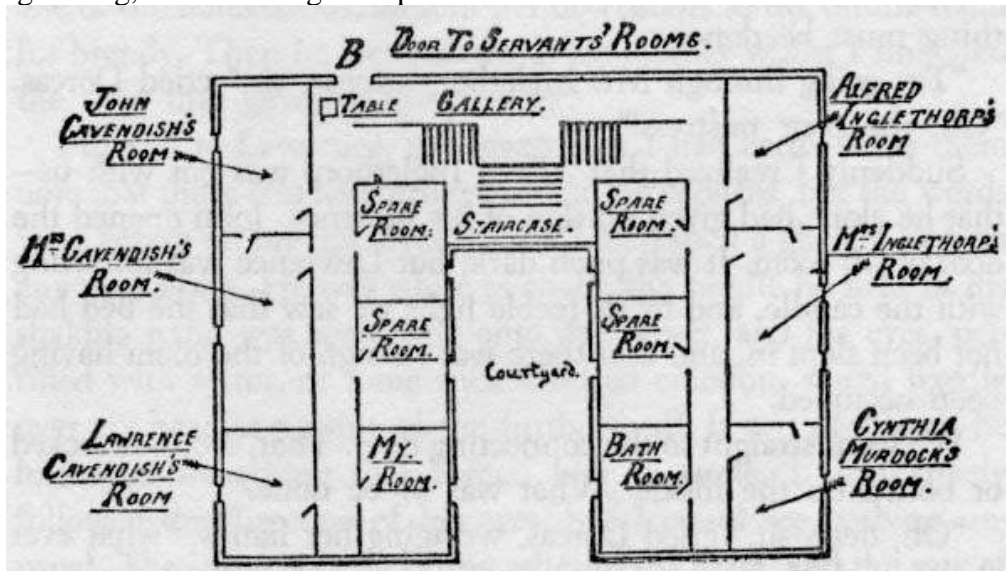 B DOOR TO SERVANTS' ROOMS.
JOHN
CAVENDISH'S
ROOM
TABLE GALLERY.
ALFRED
INGLETHORP'S
ROOM
SPARE
ROOM.
STAIRCASE.
SPARE
ROOM.
MRS CAVENDISH'S
ROOM.
MRS INGLETHORP'S
ROOM.
SPARE
ROOM.
SPARE
ROOM.
Courtyard.
LAWRENCE
CAVENDISH'S
ROOM
MY
ROOM.
BATH
ROOM.
CYNTHIA
MURDOCK'S
ROOM.